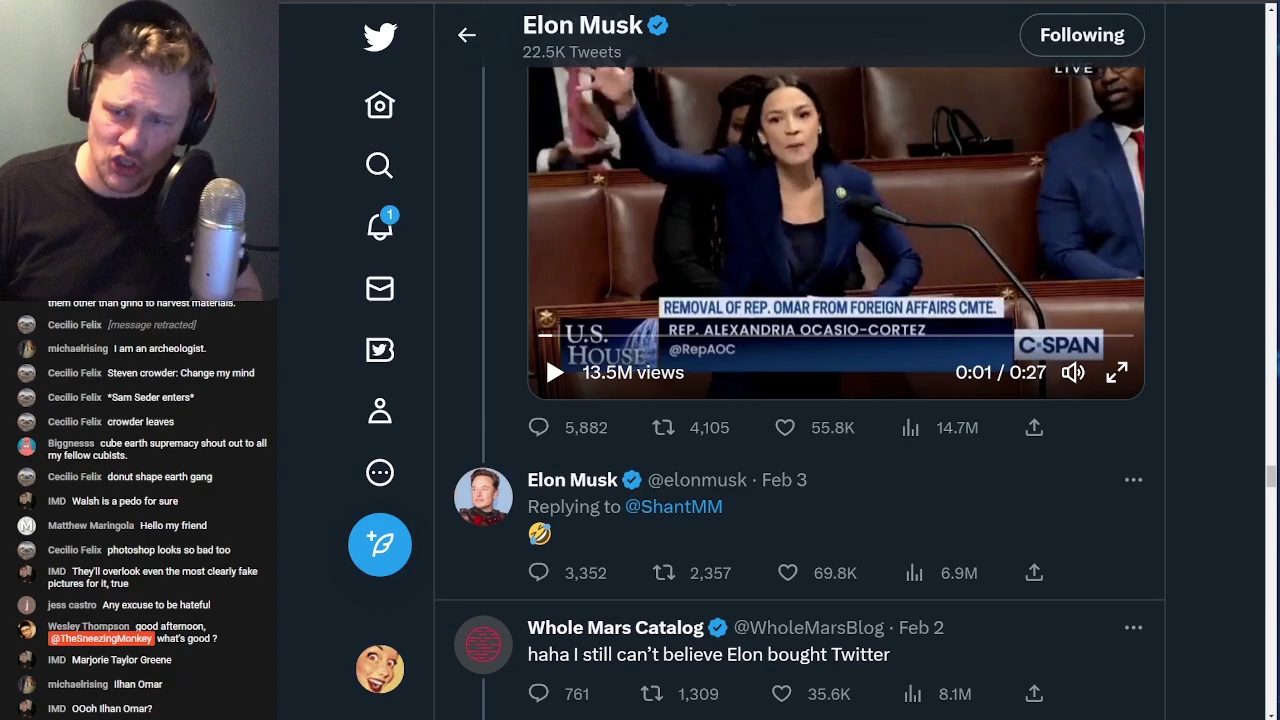 Elon Musk
22.5K Tweets
Following
LIVE
REMOVAL OF REP. OMAR FROM FOREIGN AFFAIRS CMTE.
U.S.
HOUSE
REP. ALEXANDRIA OCASIO-CORTEZ
@RepAOC
C-SPAN
13.5M views
0:01 / 0:27
5,882
4,105
55.8K
14.7M
1
Elon Musk @elonmusk · Feb 3
Replying to @ShantMM
🤣
3,352
2,357
69.8K
6.9M
Whole Mars Catalog @WholeMarsBlog · Feb 2
haha I still can't believe Elon bought Twitter
761
1,309
35.6K
8.1M
them other than grind to harvest materials.
Cecilio Felix [message retracted]
michaelrising I am an archeologist.
Cecilio Felix Steven crowder: Change my mind
Cecilio Felix *Sam Seder enters*
Cecilio Felix crowder leaves
Biggnesss cube earth supremacy shout out to all
my fellow cubists.
Cecilio Felix donut shape earth gang
IMD Walsh is a pedo for sure
M Matthew Maringola Hello my friend
Cecilio Felix photoshop looks so bad too
IMD They'll overlook even the most clearly fake
pictures for it, true
j jess castro Any excuse to be hateful
Wesley Thompson good afternoon,
@TheSneezingMonkey what's good ?
IMD Marjorie Taylor Greene
michaelrising Ilhan Omar
IMD OOoh Ilhan Omar?